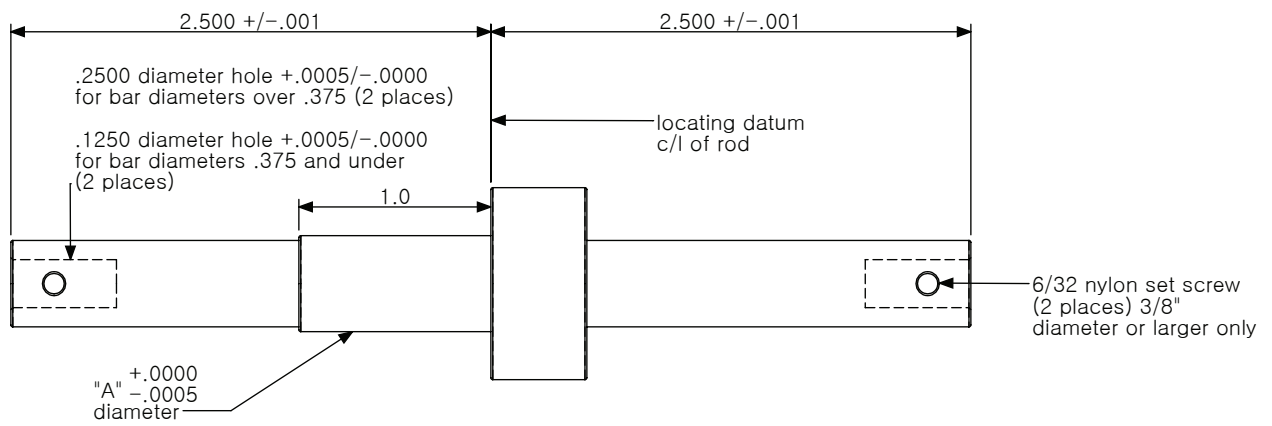 2.500 +/-.001
2.500 +/-.001
.2500 diameter hole +.0005/-.0000
for bar diameters over .375 (2 places)
.1250 diameter hole +.0005/-.0000
for bar diameters .375 and under
(2 places)
locating datum
c/l of rod
1.0
6/32 nylon set screw
(2 places) 3/8"
diameter or larger only
+.0000
"A" -.0005
diameter